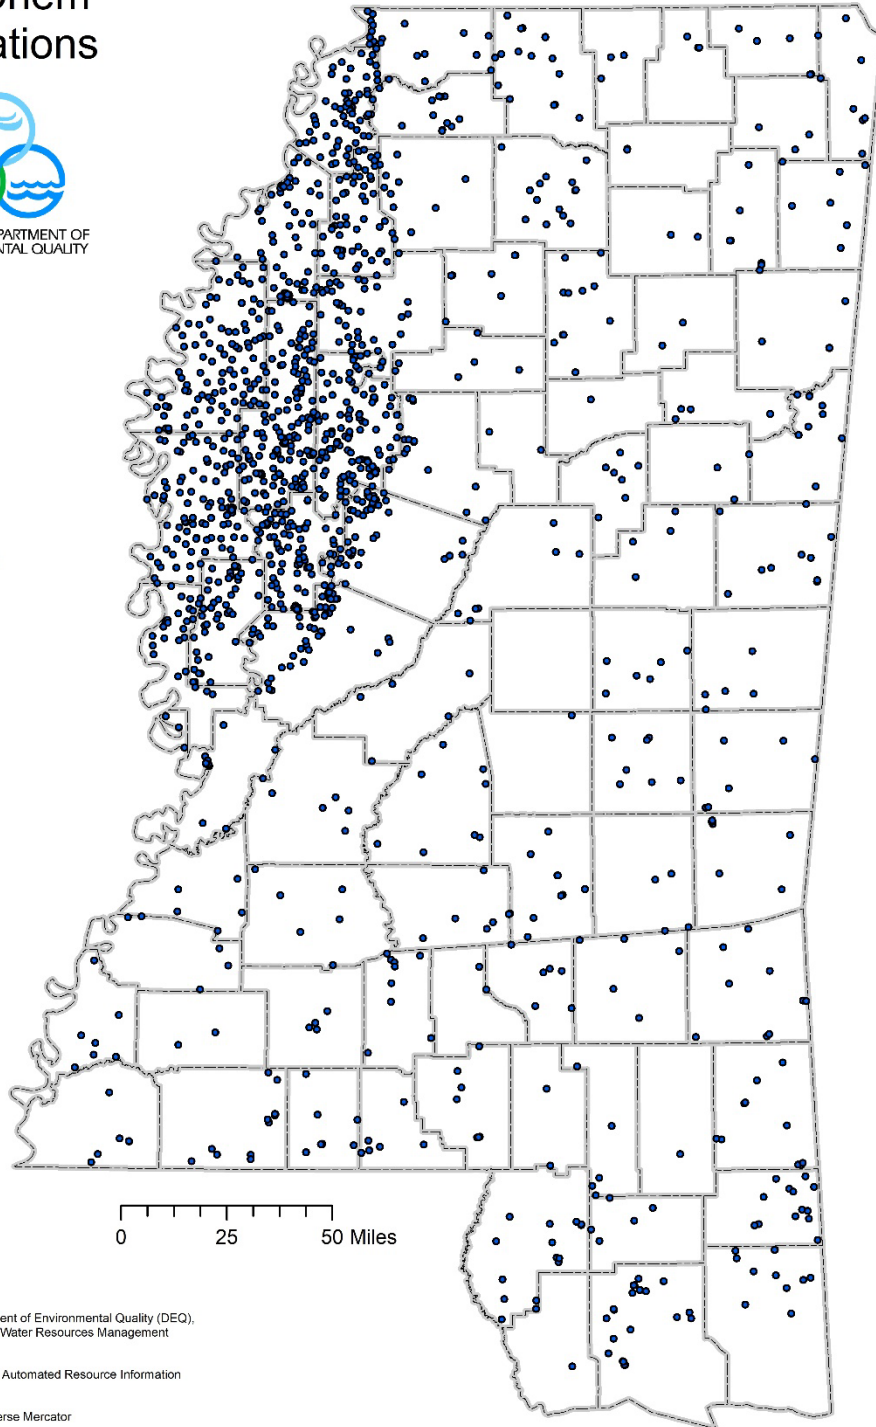 ations
PARTMENT OF
NTAL QUALITY
0 25 50 Miles
ent of Environmental Quality (DEQ),
Water Resources Management
Automated Resource Information
erse Mercator